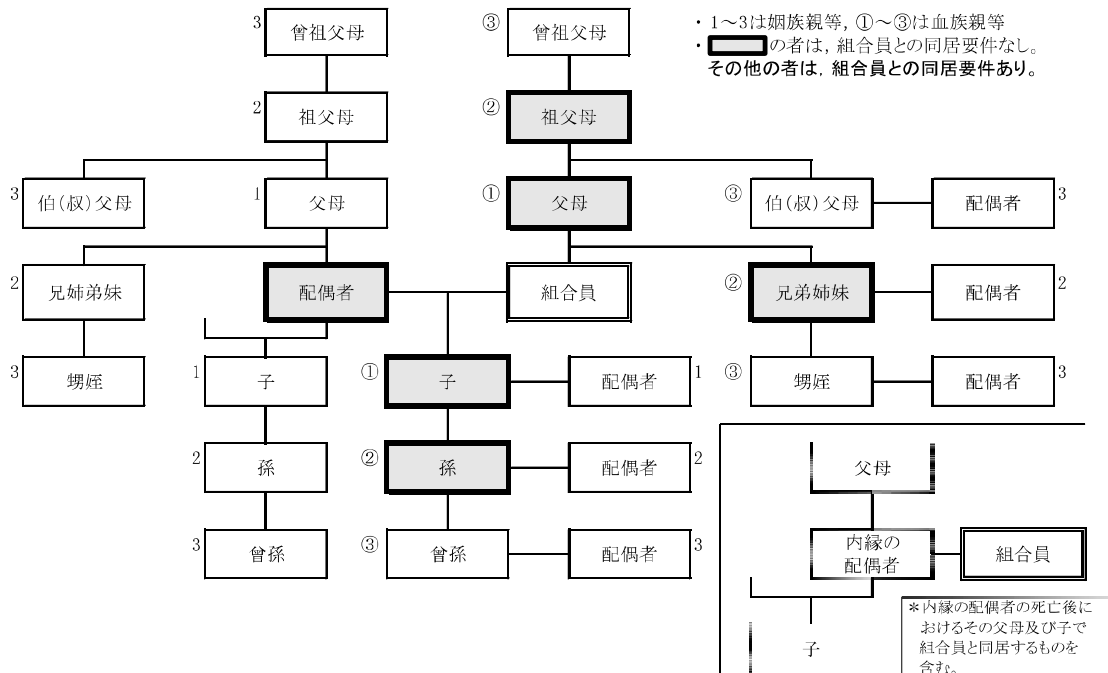 3 曾祖父母 ③ 曾祖父母
・1~3は姻族親等, ①~③は血族親等
・ の者は, 組合員との同居要件なし。
その他の者は, 組合員との同居要件あり。
2 祖父母 ② 祖父母
3 伯(叔)父母 1 父母 ① 父母 ③ 伯(叔)父母 配偶者 3
2 兄姉弟妹 配偶者 組合員 ② 兄弟姉妹 配偶者 2
3 甥姪 1 子 ① 子 配偶者 1 ③ 甥姪 配偶者 3
2 孫 ② 孫 配偶者 2
3 曾孫 ③ 曾孫 配偶者 3
父母
内縁の
配偶者
組合員
子
*内縁の配偶者の死亡後に
おけるその父母及び子で
組合員と同居するものを
含む。